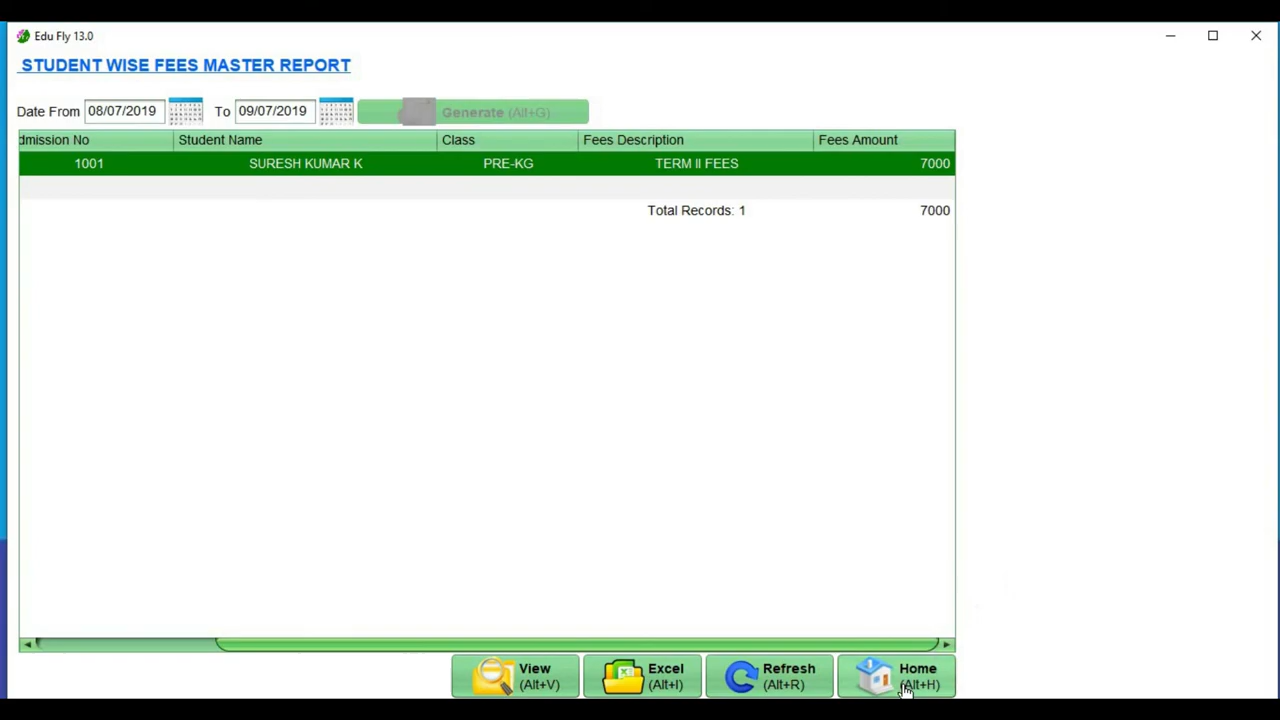 Edu Fly 13.0
STUDENT WISE FEES MASTER REPORT
Date From 08/07/2019 To 09/07/2019 Generate (Alt+G)
dmission No Student Name Class Fees Description Fees Amount
1001 SURESH KUMAR K PRE-KG TERM II FEES 7000
Total Records: 1 7000
View Excel Refresh Home
(Alt+V) (Alt+I) (Alt+R) (Alt+H)